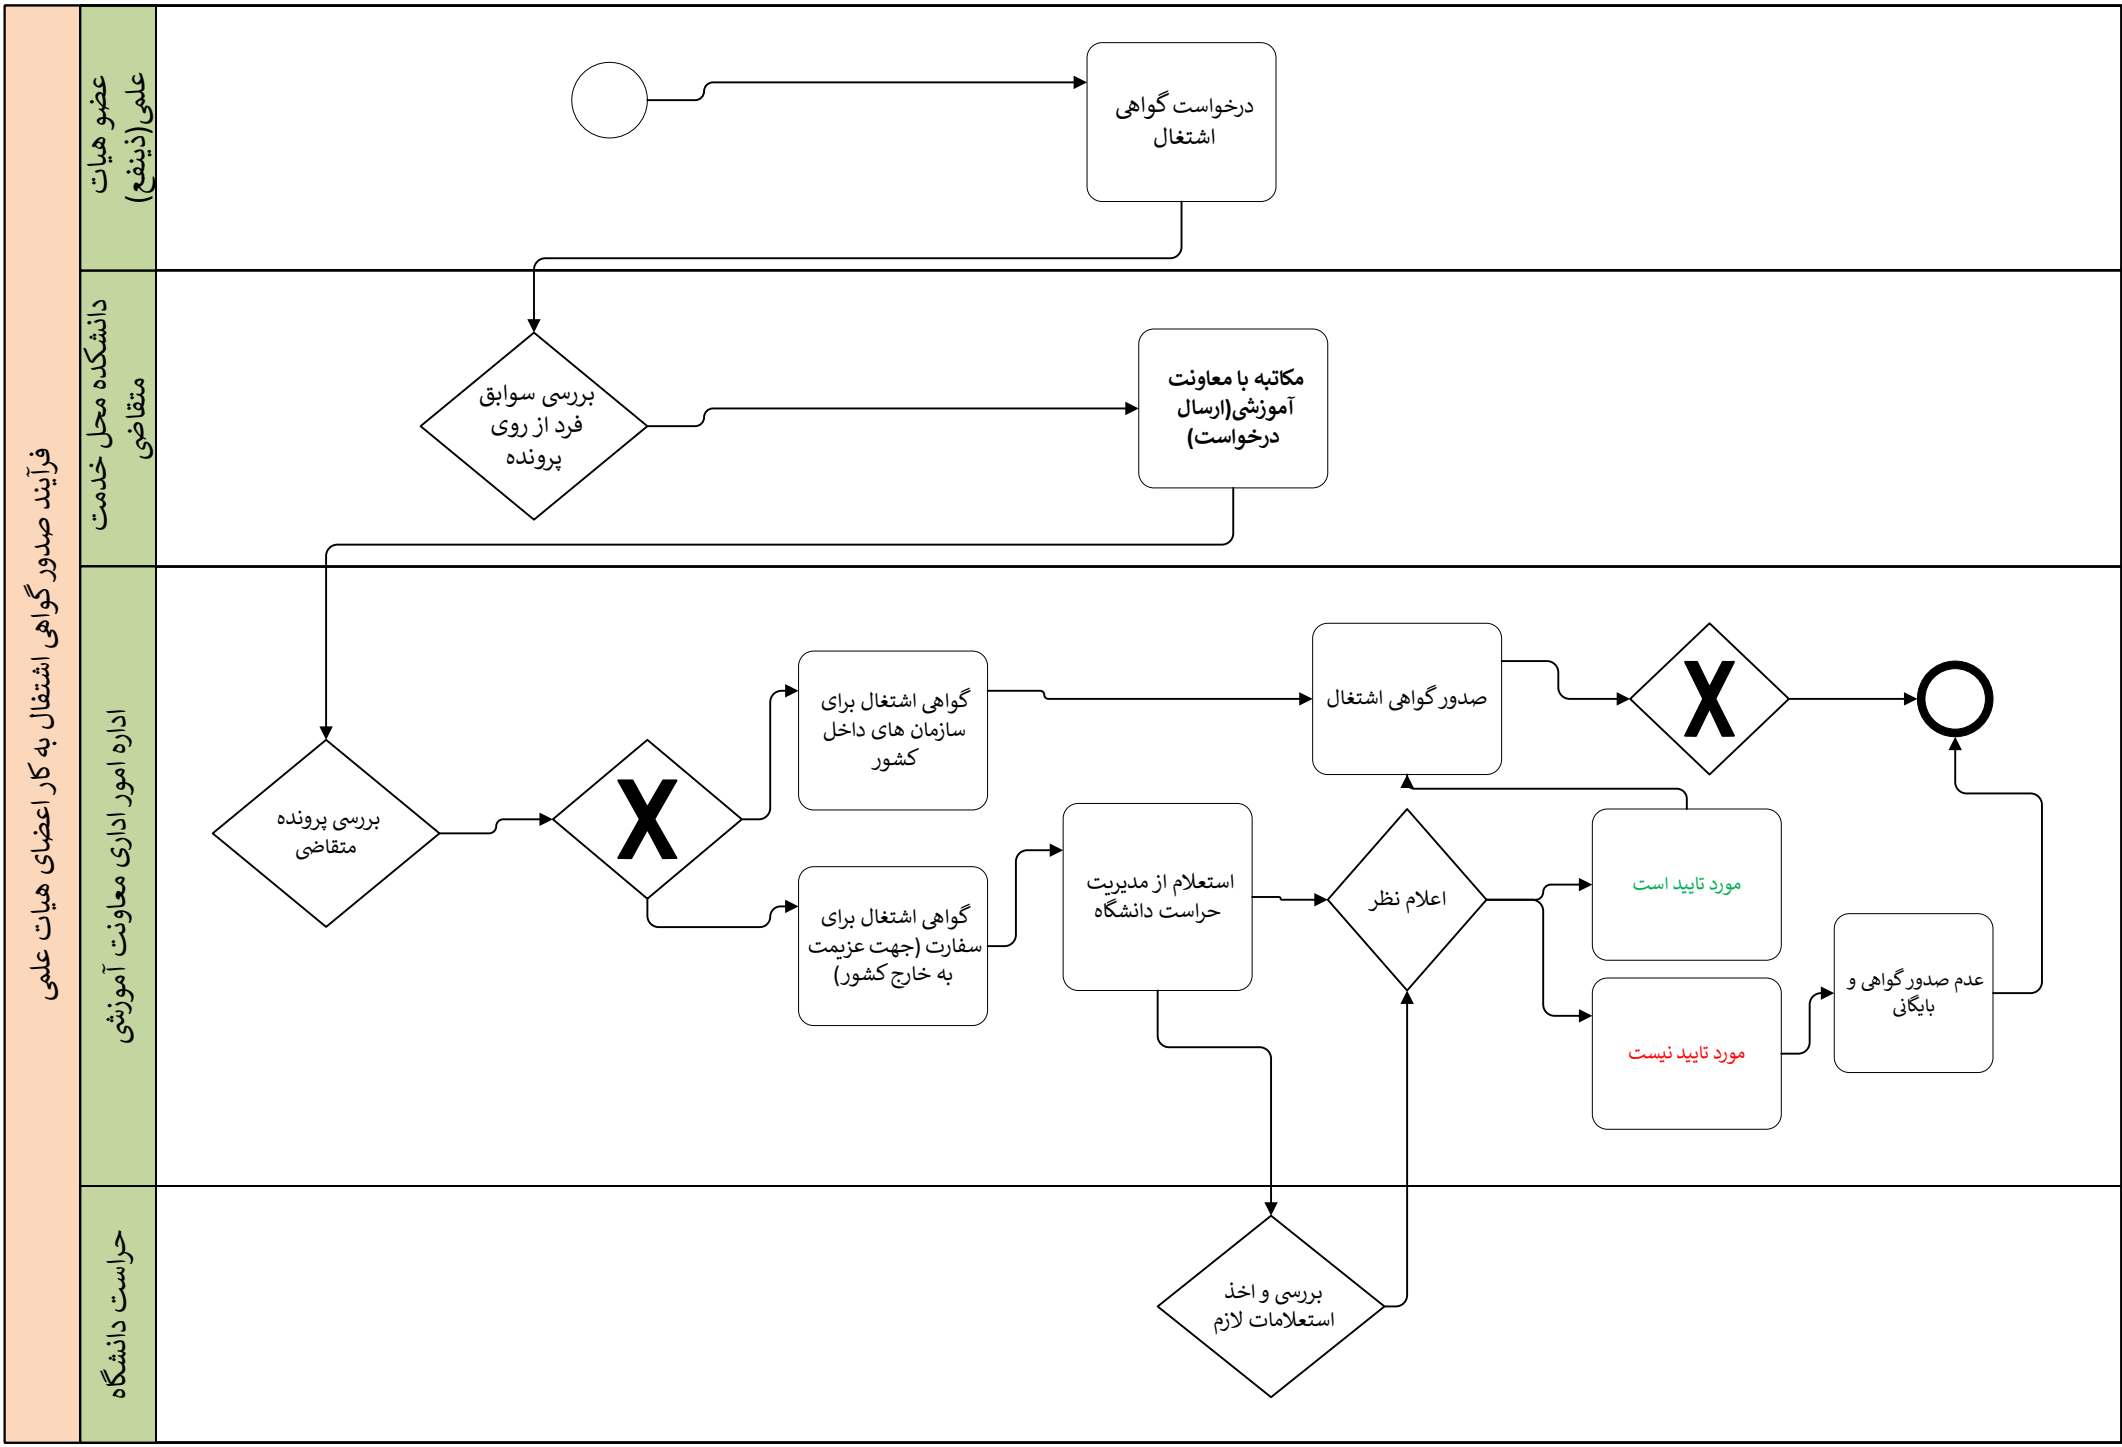 فرآیند صدور گواهی اشتغال به کار اعضای هیات علمی
عضو هیات
علمی(ذینفع)
درخواست گواهی
اشتغال
دانشکده محل خدمت
متقاضی
بررسی سوابق
فرد از روی
پرونده
مکاتبه با معاونت
آموزشی(ارسال
درخواست)
اداره امور اداری معاونت آموزشی
بررسی پرونده
متقاضی
X
گواهی اشتغال برای
سازمان های داخل
کشور
گواهی اشتغال برای
سفارت (جهت عزیمت
به خارج کشور)
استعلام از مدیریت
حراست دانشگاه
صدور گواهی اشتغال
X
اعلام نظر
مورد تایید است
مورد تایید نیست
عدم صدور گواهی و
بایگانی
حراست دانشگاه
بررسی و اخذ
استعلامات لازم